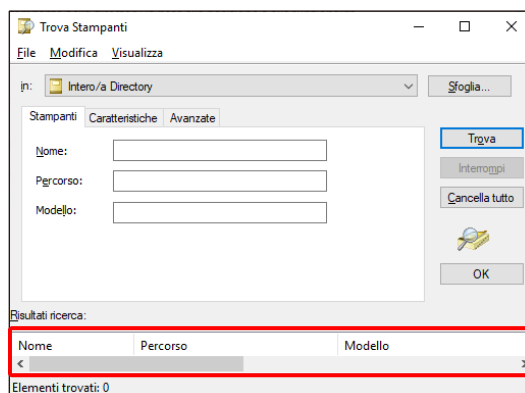 Trova Stampanti
File Modifica Visualizza
in: Intero/a Directory Sfoglia...
Stampanti Caratteristiche Avanzate
Trova
Nome:
Interrompi
Percorso:
Cancella tutto
Modello:
OK
Risultati ricerca:
Nome Percorso Modello
Elementi trovati: 0